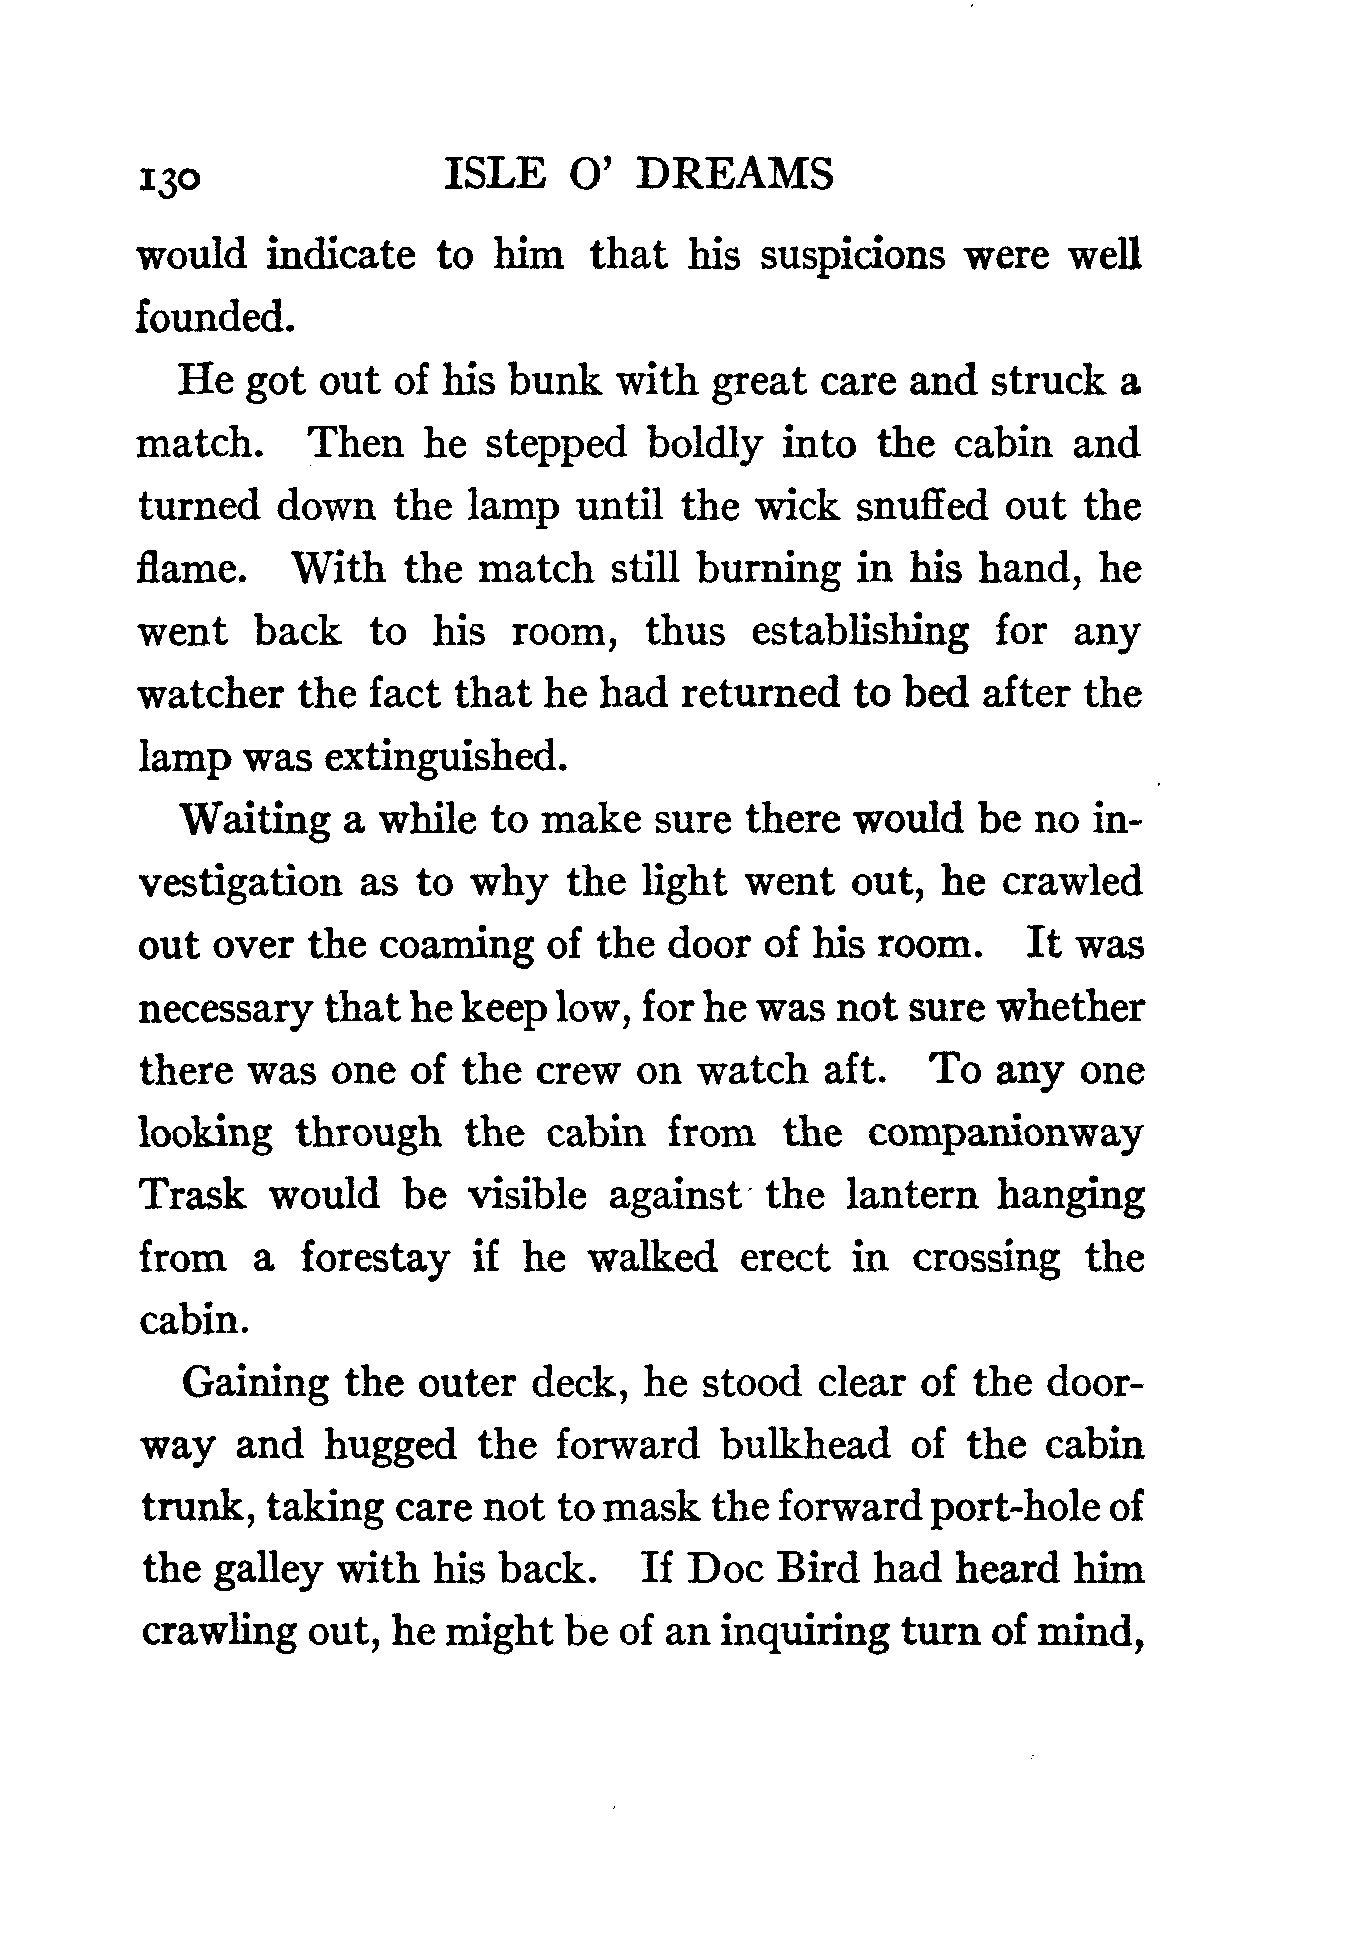 130 ISLE O' DREAMS
would indicate to him that his suspicions were well
founded.
He got out of his bunk with great care and struck a
match. Then he stepped boldly into the cabin and
turned down the lamp until the wick snuffed out the
flame. With the match still burning in his hand, he
went back to his room, thus establishing for any
watcher the fact that he had returned to bed after the
lamp was extinguished.
Waiting a while to make sure there would be no in-
vestigation as to why the light went out, he crawled
out over the coaming of the door of his room. It was
necessary that he keep low, for he was not sure whether
there was one of the crew on watch aft. To any one
looking through the cabin from the companionway
Trask would be visible against the lantern hanging
from a forestay if he walked erect in crossing the
cabin.
Gaining the outer deck, he stood clear of the door-
way and hugged the forward bulkhead of the cabin
trunk, taking care not to mask the forward port-hole of
the galley with his back. If Doc Bird had heard him
crawling out, he might be of an inquiring turn of mind,